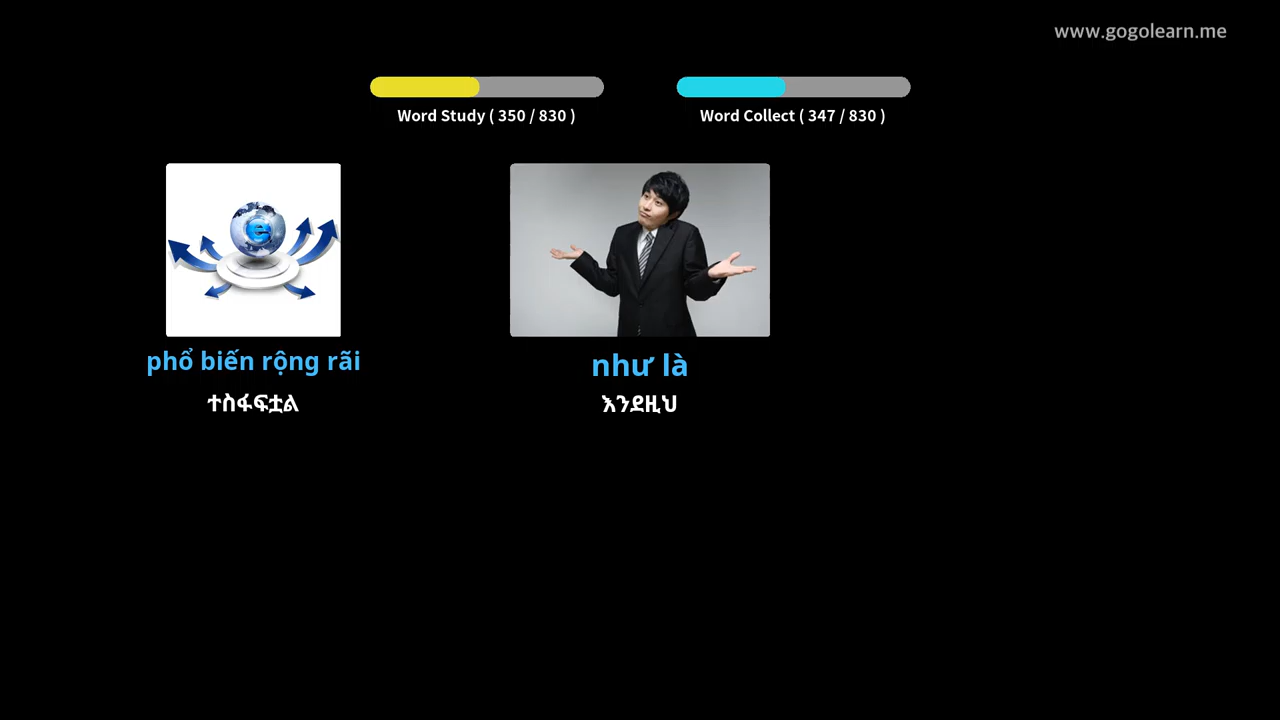 www.gogolearn.me
Word Study ( 350 / 830 )
Word Collect ( 347 / 830 )
e
phổ biến rộng rãi
ተስፋፍቷል
như là
እንደዚህ